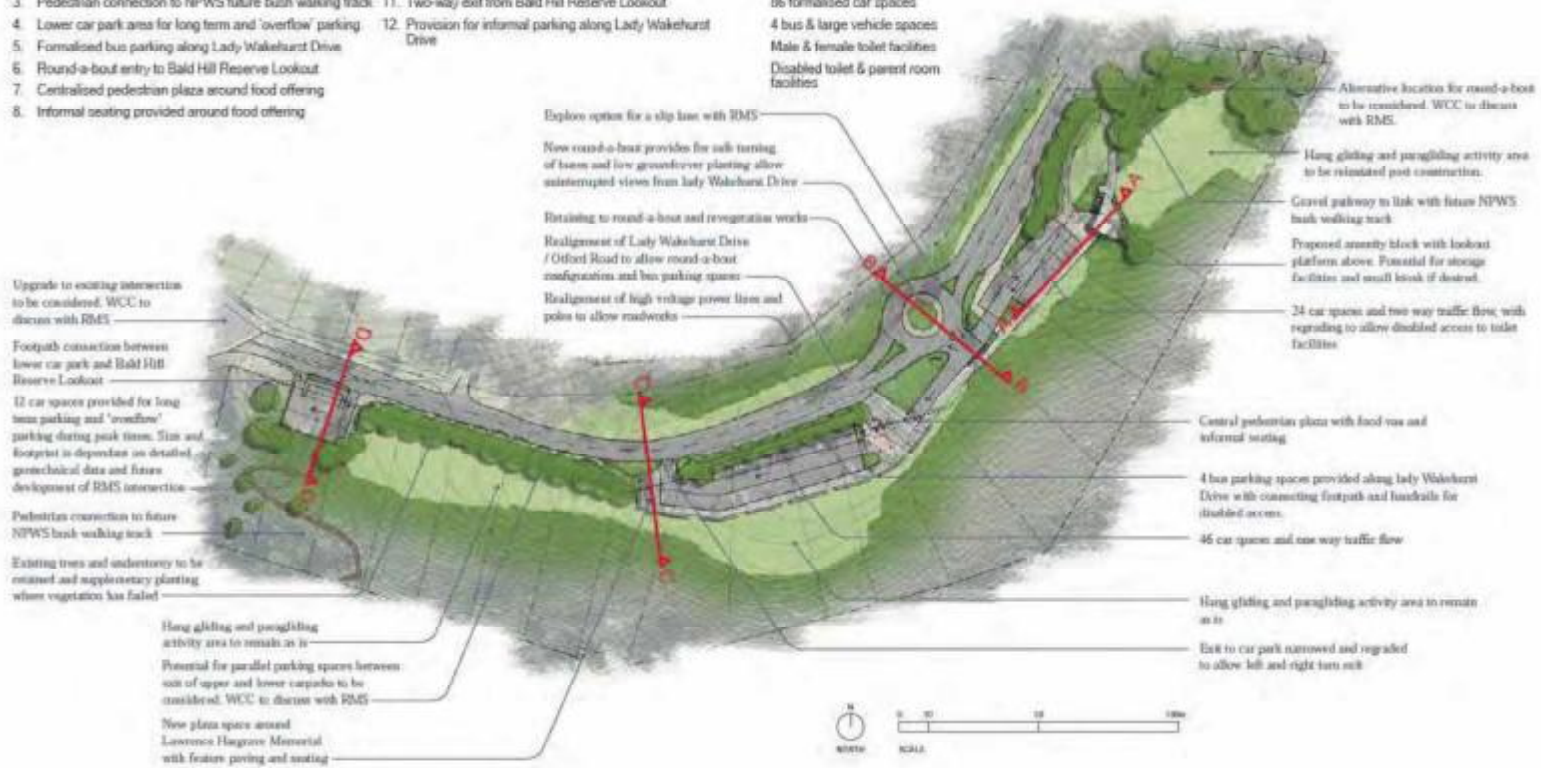 3. Pedestrian connection to NPWS future bush walking track
4. Lower car park area for long term and 'overflow' parking
5. Formalised bus parking along Lady Wakehurst Drive
6. Round-a-bout entry to Bald Hill Reserve Lookout
7. Centralised pedestrian plaza around food offering
8. Informal seating provided around food offering
11. Two-way exit from Bald Hill Reserve Lookout
12. Provision for informal parking along Lady Wakehurst
Drive
86 formalised car spaces
4 bus & large vehicle spaces
Male & female toilet facilities
Disabled toilet & parent room
facilities
Explore option for a slip lane with RMS
New round-a-bout provides for safe turning
of buses and low groundcover planting allow
uninterrupted views from lady Wakehurst Drive
Retaining to round-a-bout and revegetation works
Realignment of Lady Wakehurst Drive
/ Otford Road to allow round-a-bout
configuration and bus parking spaces
Realignment of high voltage power lines and
poles to allow roadworks
Upgrade to existing intersection
to be considered. WCC to
discuss with RMS
Footpath connection between
lower car park and Bald Hill
Reserve Lookout
12 car spaces provided for long
term parking and 'overflow'
parking during peak times. Size and
footprint is dependant on detailed
geotechnical data and future
devlopment of RMS intersection
Pedestrian connection to future
NPWS bush walking track
Existing trees and understorey to be
retained and supplemetary planting
where vegetation has failed
Hang gliding and paragliding
activity area to remain as is
Potential for parallel parking spaces between
exit of upper and lower carparks to be
considered. WCC to discuss with RMS
New plaza space around
Lawrence Hargrave Memorial
with feature paving and seating
Alternative location for round-a-bout
to be considered. WCC to discuss
with RMS.
Hang gliding and paragliding activity area
to be reinstated post construction.
Gravel pathway to link with future NPWS
bush walking track
Proposed amenity block with lookout
platform above. Potential for storage
facilities and small kiosk if desired.
24 car spaces and two way traffic flow, with
regrading to allow disabled access to toilet
facilities
Central pedestrian plaza with food van and
informal seating
4 bus parking spaces provided along lady Wakehurst
Drive with connecting footpath and handrails for
disabled access.
46 car spaces and one way traffic flow
Hang gliding and paragliding activity area to remain
as is
Exit to car park narrowed and regraded
to allow left and right turn exit
A
A
B
B
C
C
D
D
N
NORTH
0 10 50 100m
SCALE